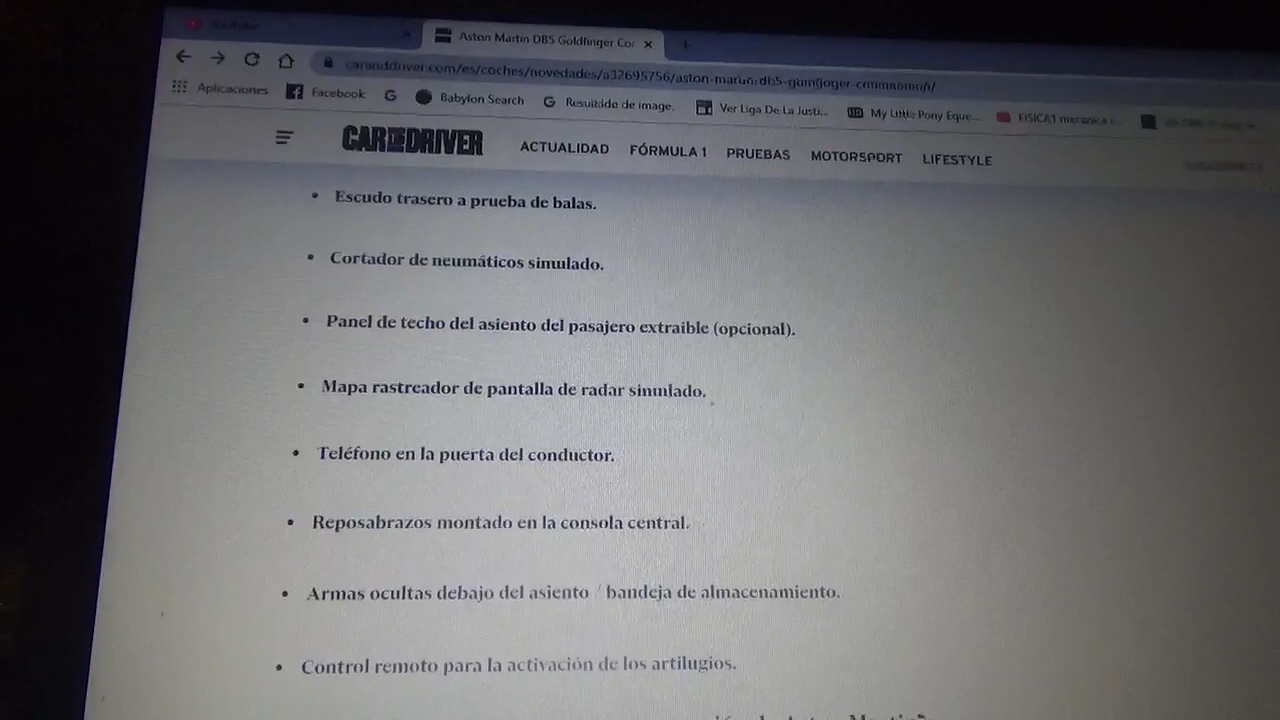 Aston Martin DB5 Goldfinger Cor
Aplicaciones
Facebook
Babylon Search
Resultado de image.
Ver Liga De La Justi...
My Little Pony Eque...
FISICA1 mecanica c...
CAR AND DRIVER
ACTUALIDAD
FÓRMULA 1
PRUEBAS
MOTORSPORT
LIFESTYLE
• Escudo trasero a prueba de balas.
• Cortador de neumáticos simulado.
• Panel de techo del asiento del pasajero extraíble (opcional).
• Mapa rastreador de pantalla de radar simulado.
• Teléfono en la puerta del conductor.
• Reposabrazos montado en la consola central.
• Armas ocultas debajo del asiento / bandeja de almacenamiento.
• Control remoto para la activación de los artilugios.